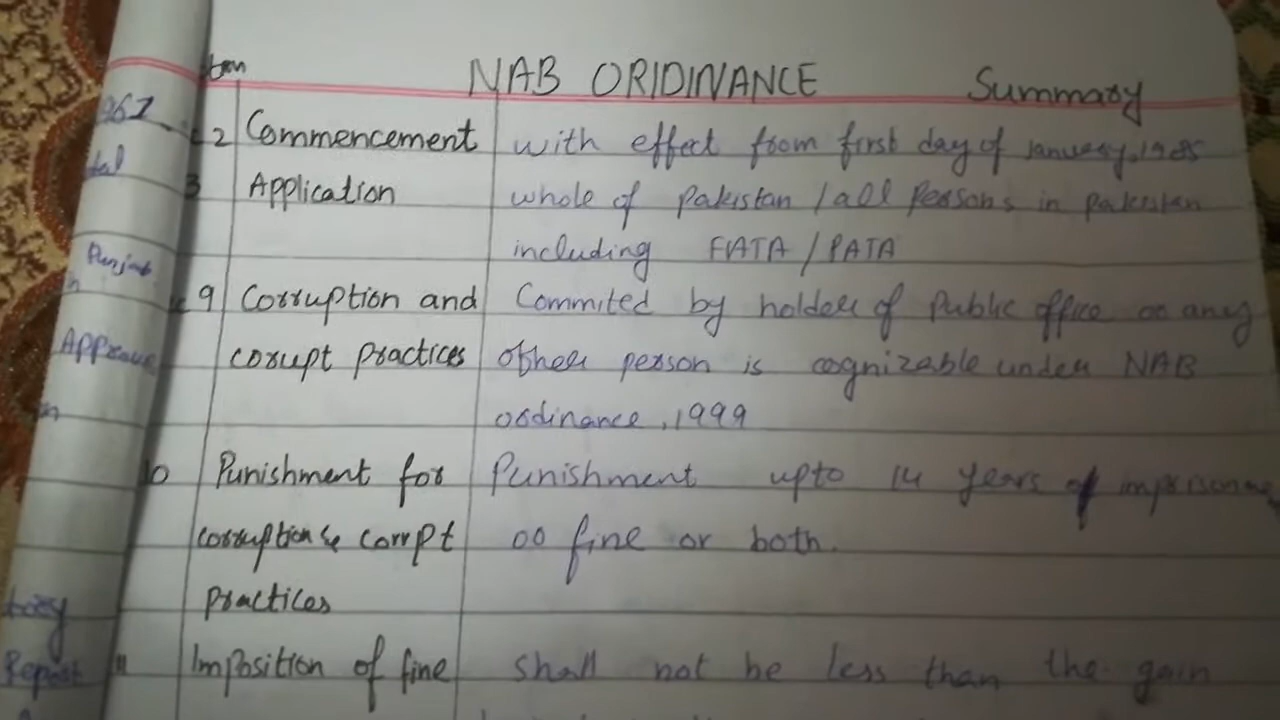 NAB ORIDINANCE Summary
2 Commencement with effect from first day of january,1985
3 Application whole of Pakistan / all Persons in Pakistan
including FATA / PATA
9 Corruption and Commited by holder of Public office or any
corupt practices other person is cognizable under NAB
ordinance, 1999
10 Punishment for Punishment upto 14 years of
corruption & corrpt or fine or both.
practices
11 Imposition of fine shall not be less than the gain
Punjab